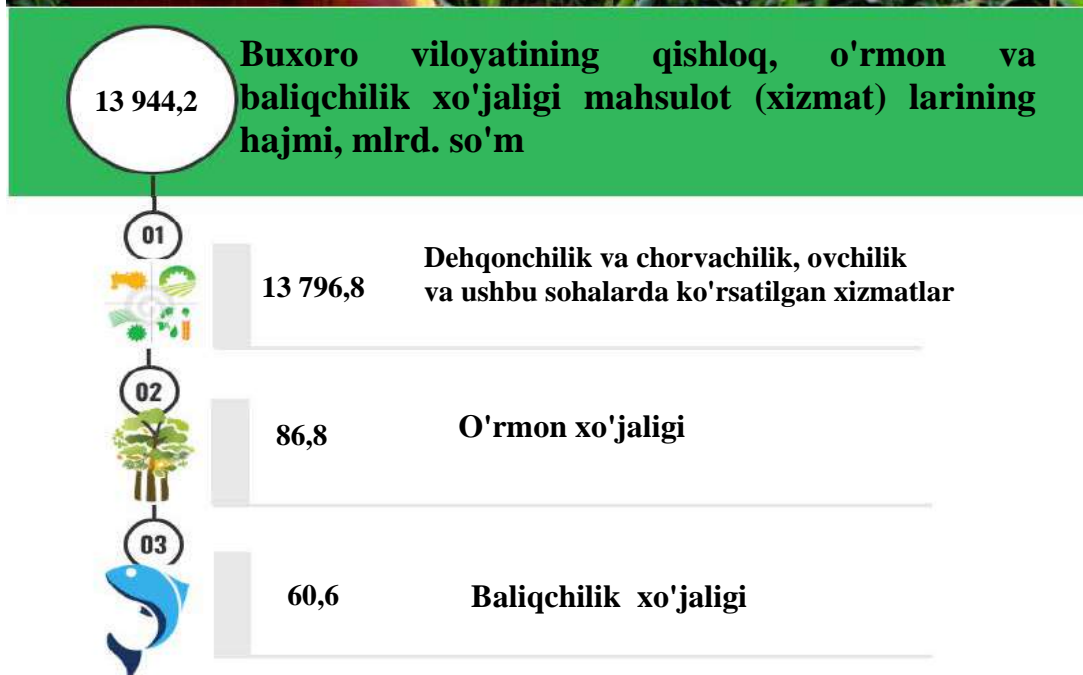 13 944,2
Buxoro viloyatining qishloq, o'rmon va
baliqchilik xo'jaligi mahsulot (xizmat) larining
hajmi, mlrd. so'm
01
13 796,8
Dehqonchilik va chorvachilik, ovchilik
va ushbu sohalarda ko'rsatilgan xizmatlar
02
86,8
O'rmon xo'jaligi
03
60,6
Baliqchilik xo'jaligi